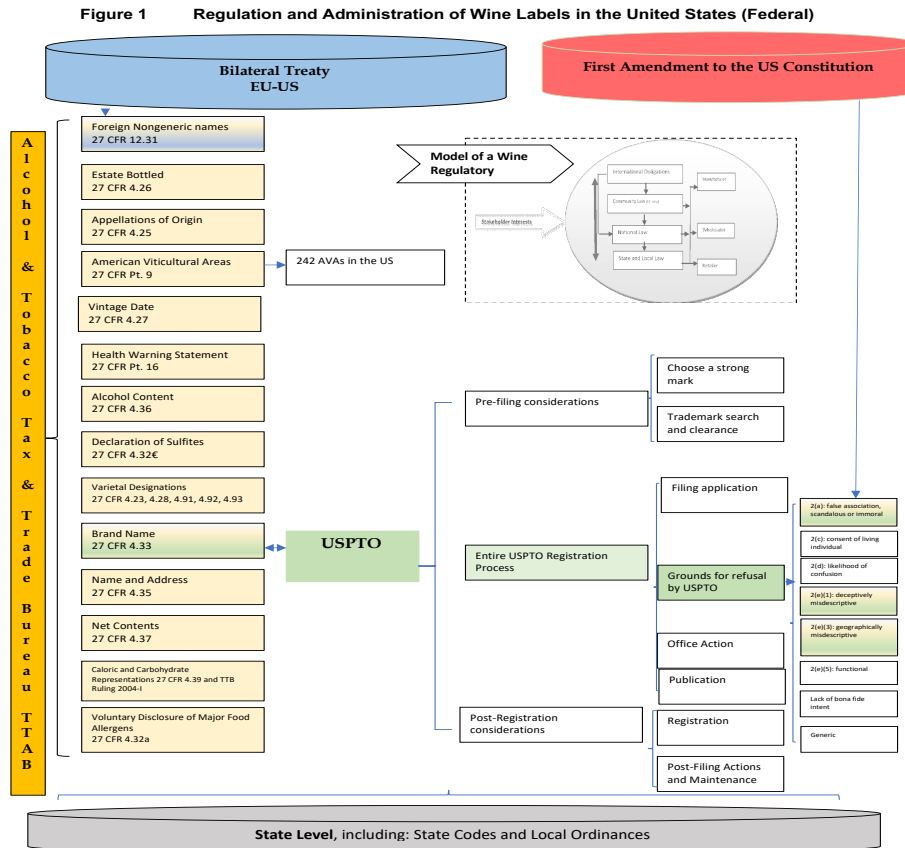 Figure 1 Regulation and Administration of Wine Labels in the United States (Federal)
Bilateral Treaty
EU-US
First Amendment to the US Constitution
Alcohol & Tobacco Tax & Trade Bureau TTAB
Foreign Nongeneric names
27 CFR 12.31
Estate Bottled
27 CFR 4.26
Appellations of Origin
27 CFR 4.25
American Viticultural Areas
27 CFR Pt. 9
242 AVAs in the US
Vintage Date
27 CFR 4.27
Health Warning Statement
27 CFR Pt. 16
Alcohol Content
27 CFR 4.36
Declaration of Sulfites
27 CFR 4.32€
Varietal Designations
27 CFR 4.23, 4.28, 4.91, 4.92, 4.93
Brand Name
27 CFR 4.33
Name and Address
27 CFR 4.35
Net Contents
27 CFR 4.37
Caloric and Carbohydrate
Representations 27 CFR 4.39 and TTB
Ruling 2004-I
Voluntary Disclosure of Major Food
Allergens
27 CFR 4.32a
Model of a Wine
Regulatory
Stakeholder Interests
International Obligations
National Law
State and Local Law
Wholesaler
Retailer
USPTO
Pre-filing considerations
Choose a strong
mark
Trademark search
and clearance
Entire USPTO Registration
Process
Filing application
Grounds for refusal
by USPTO
Office Action
Publication
Post-Registration
considerations
Registration
Post-Filing Actions
and Maintenance
2(a): false association,
scandalous or immoral
2(c): consent of living
individual
2(d): likelihood of
confusion
2(e)(1): deceptively
misdescriptive
2(e)(3): geographically
misdescriptive
2(e)(5): functional
Lack of bona fide
intent
Generic
State Level, including: State Codes and Local Ordinances